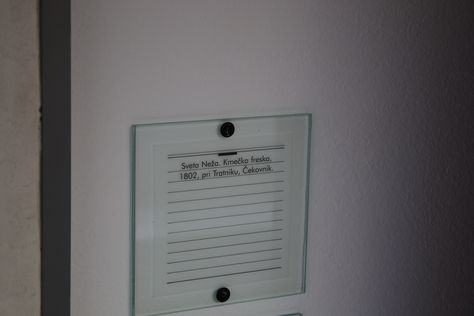 Sveta Neža. Kmečka freska,
1802, pri Tratniku, Čekovnik.